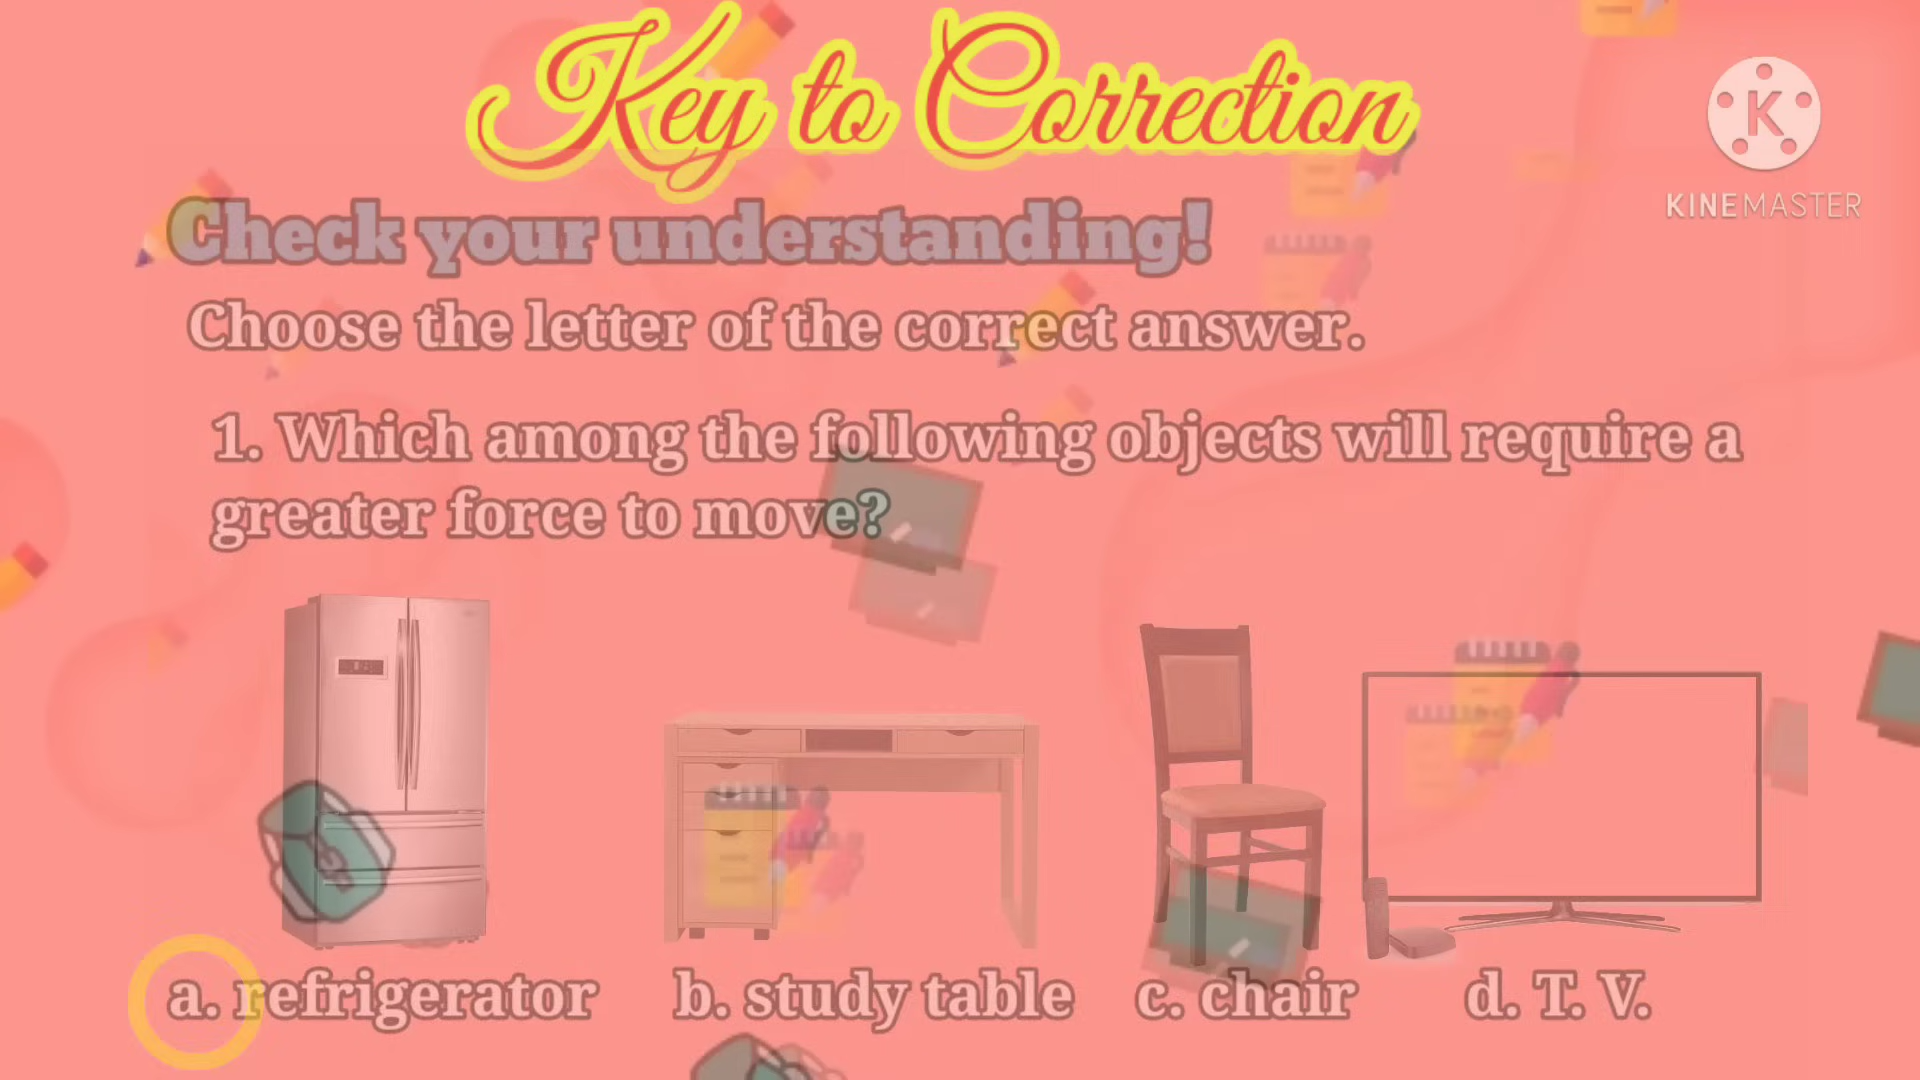 Key to Correction
K
KINEMASTER
Check your understanding!
Choose the letter of the correct answer.
1. Which among the following objects will require a
greater force to move?
a. refrigerator
b. study table
c. chair
d. T. V.